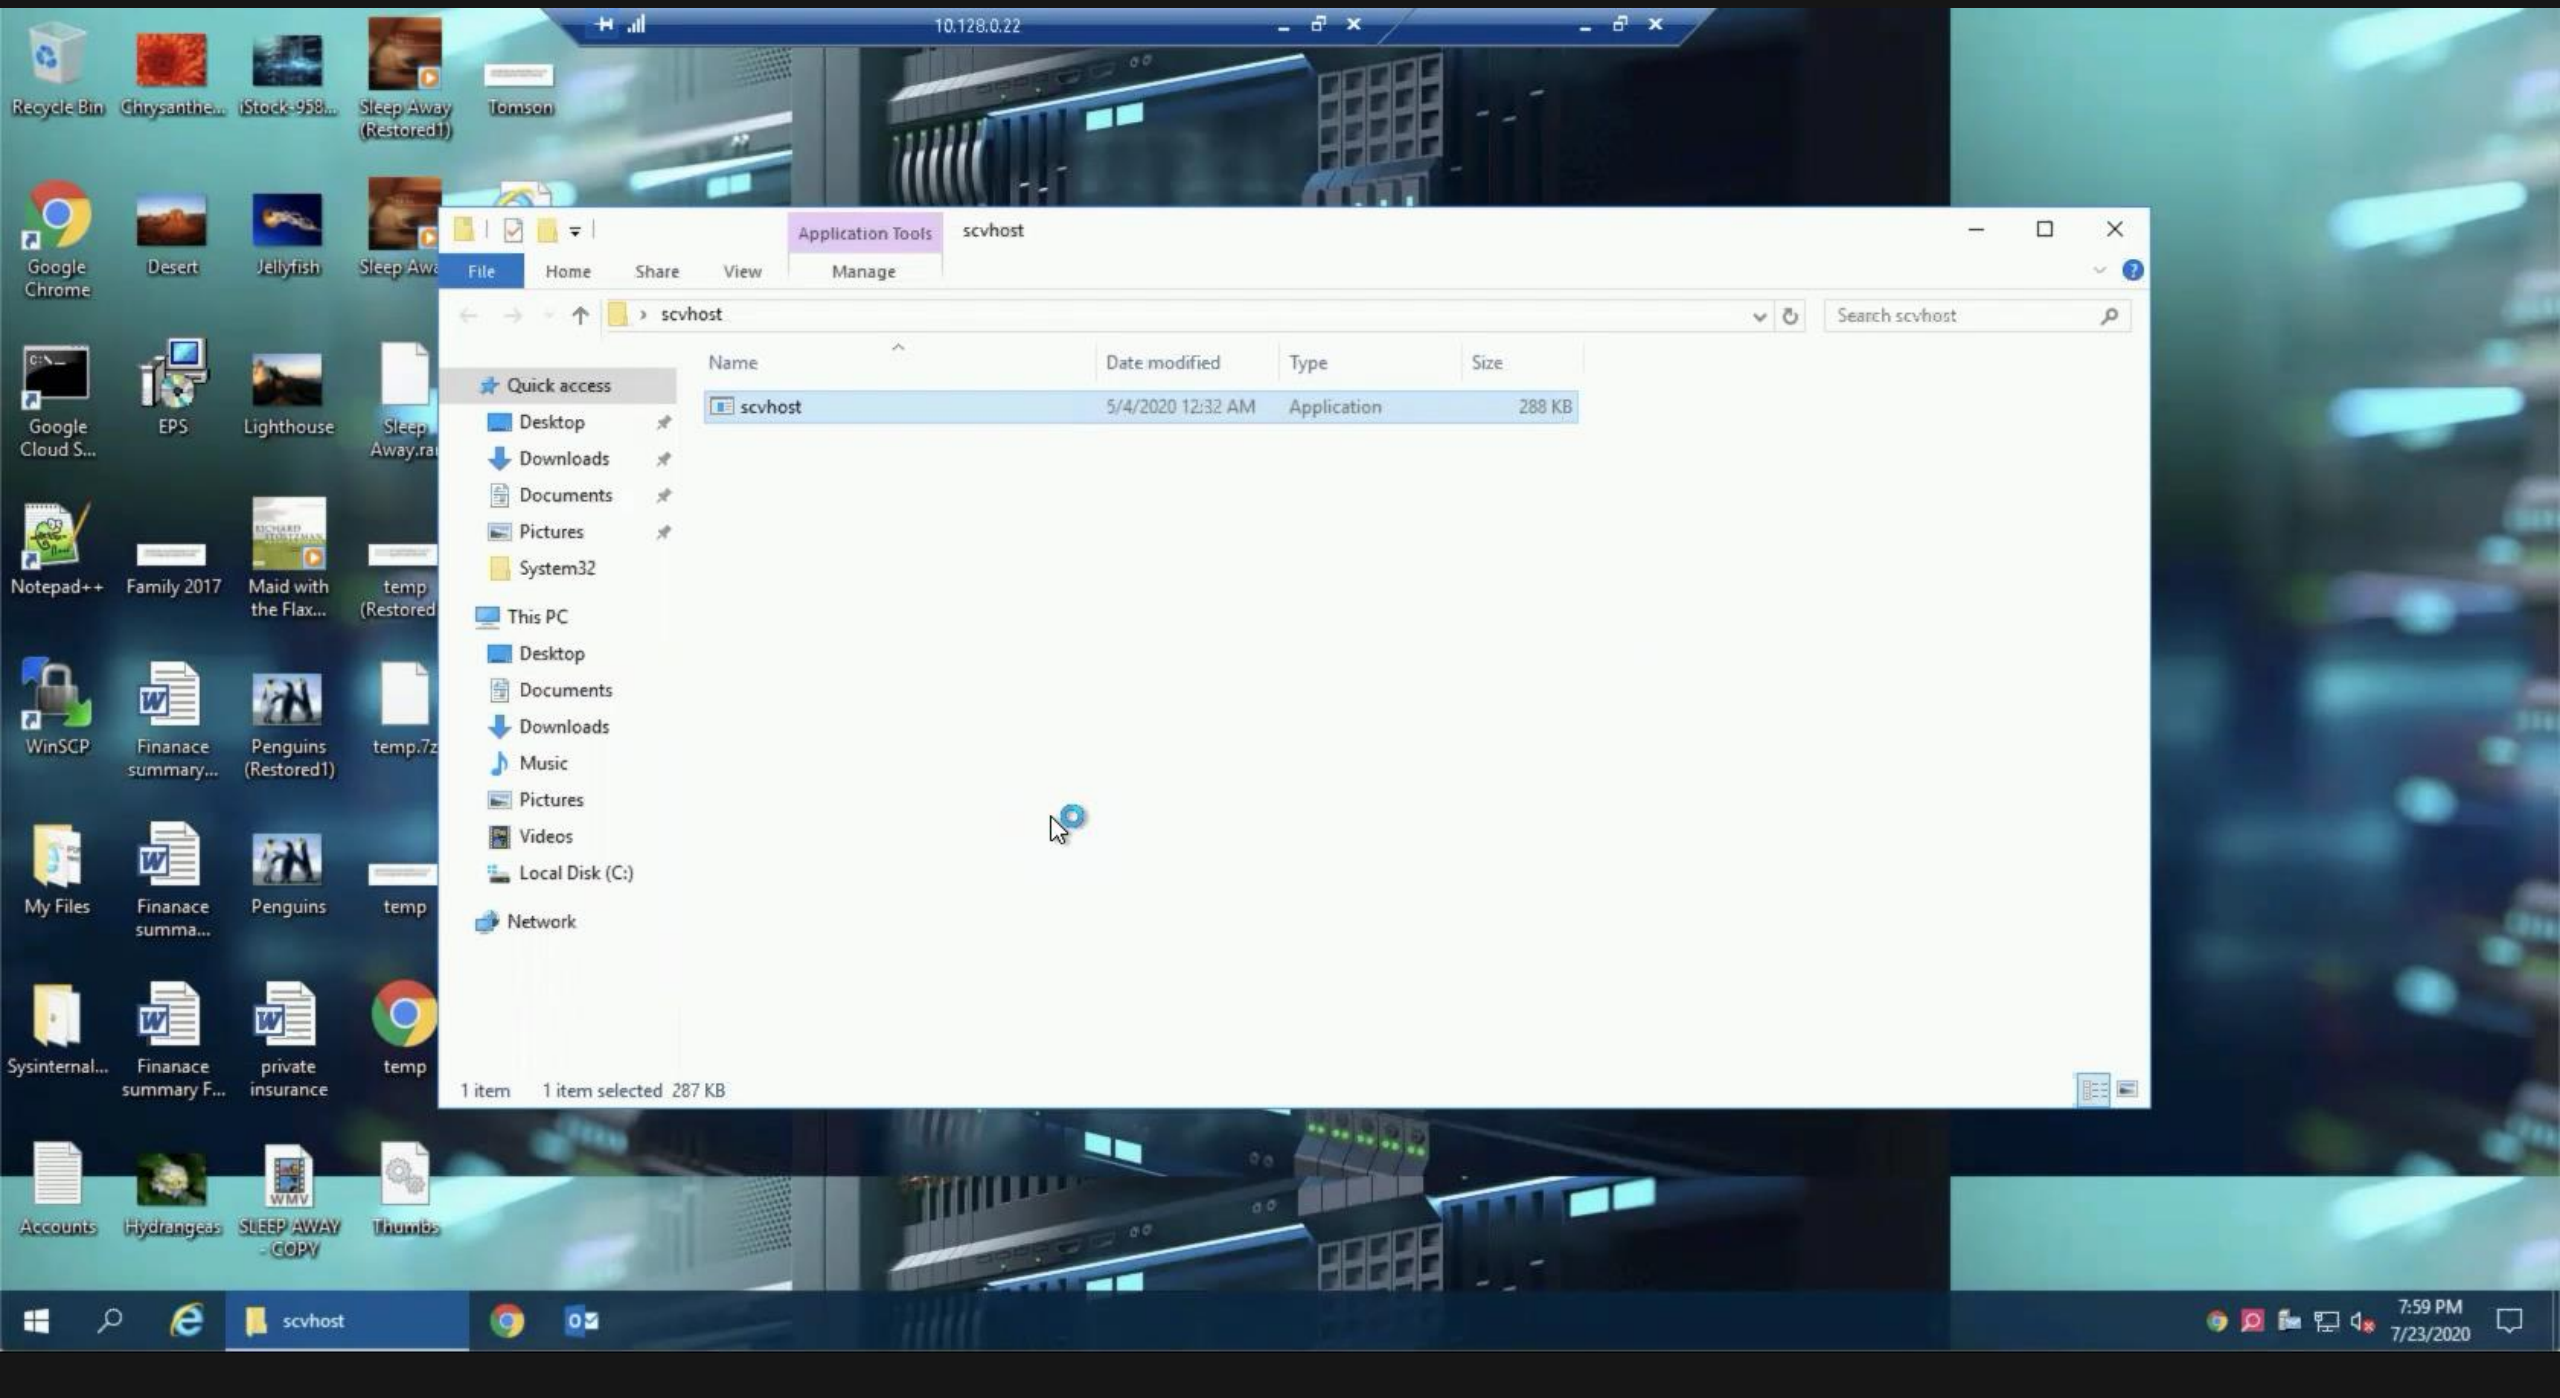 10.128.0.22
Recycle Bin
Chrysanthe...
iStock-958...
Sleep Away
(Restored1)
Tomson
Google
Chrome
Desert
Jellyfish
Google
Cloud S...
EPS
Lighthouse
Sleep
Notepad++
Family 2017
RICHARD
Maid with
the Flax...
temp
WinSCP
Finanace
summary...
Penguins
(Restored1)
temp.7z
My Files
Finanace
summa...
Penguins
temp
Sysinternal...
Finanace
summary F...
private
insurance
temp
Accounts
Hydrangeas
WMV
SLEEP AWAY
- COPY
Thumbs
Application Tools
scvhost
File
Home
Share
View
Manage
scvhost
Search scvhost
Name
Date modified
Type
Size
scvhost
5/4/2020 12:32 AM
Application
288 KB
Quick access
Desktop
Downloads
Documents
Pictures
System32
This PC
Desktop
Documents
Downloads
Music
Pictures
Videos
Local Disk (C:)
Network
1 item
1 item selected 287 KB
scvhost
7:59 PM
7/23/2020